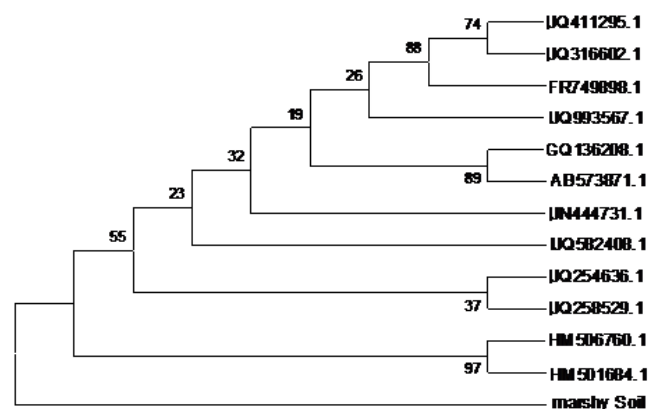 74
JQ411295.1
JQ316602.1
88
FR749898.1
26
JQ993567.1
19
GQ136208.1
89
AB573871.1
32
JN444731.1
23
JQ582408.1
55
JQ254636.1
37
JQ258529.1
HM506760.1
97
HM501684.1
marshy Soil